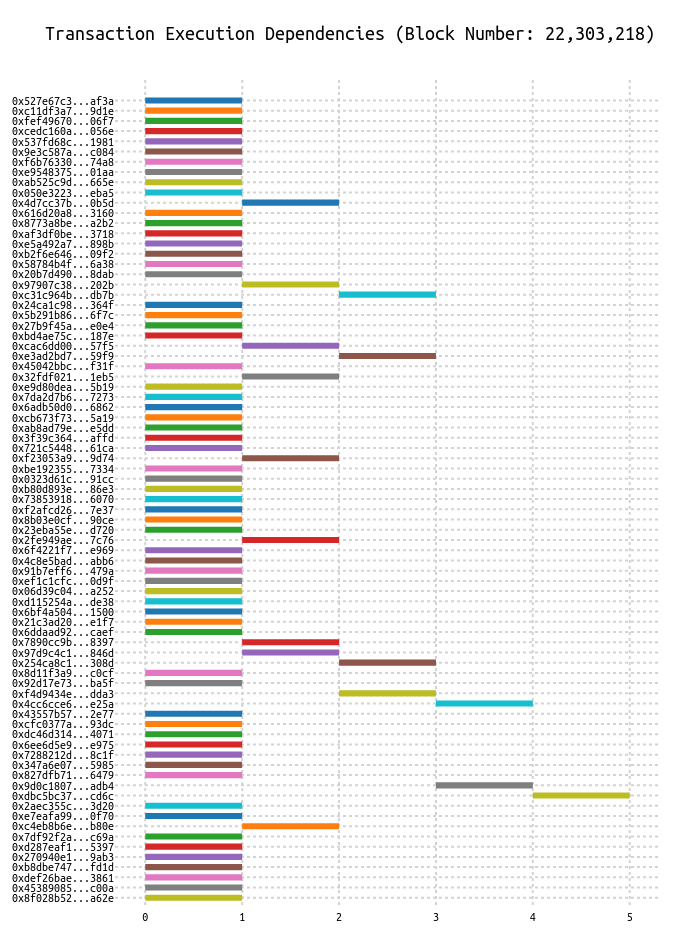 Transaction Execution Dependencies (Block Number: 22,303,218)
0x527e67c3...af3a
0xc11df3a7...9d1e
0xfef49670...06f7
0xcedc160a...056e
0x537fd68c...1981
0x9e3c587a...c084
0xf6b76330...74a8
0xe9548375...01aa
0xab525c9d...665e
0x050e3223...eba5
0x4d7cc37b...0b5d
0x616d20a8...3160
0x8773a8be...a2b2
0xaf3df0be...3718
0xe5a492a7...898b
0xb2f6e646...09f2
0x58784b4f...6a38
0x20b7d490...8dab
0x97907c38...202b
0xc31c964b...db7b
0x24ca1c98...364f
0x5b291b86...6f7c
0x27b9f45a...e0e4
0xbd4ae75c...187e
0xcac6dd00...57f5
0xe3ad2bd7...59f9
0x45042bbc...f31f
0x32fdf021...1eb5
0xe9d80dea...5b19
0x7da2d7b6...7273
0x6adb50d0...6862
0xcb673f73...5a19
0xab8ad79e...e5dd
0x3f39c364...affd
0x721c5448...61ca
0xf23053a9...9d74
0xbe192355...7334
0x0323d61c...91cc
0xb80d893e...86e3
0x73853918...6070
0xf2afcd26...7e37
0x8b03e0cf...90ce
0x23eba55e...d720
0x2fe949ae...7c76
0x6f4221f7...e969
0x4c8e5bad...abb6
0x91b7eff6...479a
0xef1c1cfc...0d9f
0x06d39c04...a252
0xd115254a...de38
0x6bf4a504...1500
0x21c3ad20...e1f7
0x6ddaad92...caef
0x7890cc9b...8397
0x97d9c4c1...846d
0x254ca8c1...308d
0x8d11f3a9...c0cf
0x92d17e73...ba5f
0xf4d9434e...dda3
0x4cc6cce6...e25a
0x43557b57...2e77
0xcfc0377a...93dc
0xdc46d314...4071
0x6ee6d5e9...e975
0x7288212d...8c1f
0x347a6e07...5985
0x827dfb71...6479
0x9d0c1807...adb4
0xdbc5bc37...cd6c
0x2aec355c...3d20
0xe7eafa99...0f70
0xc4eb8b6e...b80e
0x7df92f2a...c69a
0xd287eaf1...5397
0x270940e1...9ab3
0xb8dbe747...fd1d
0xdef26bae...3861
0x45389085...c00a
0x8f028b52...a62e
0 1 2 3 4 5